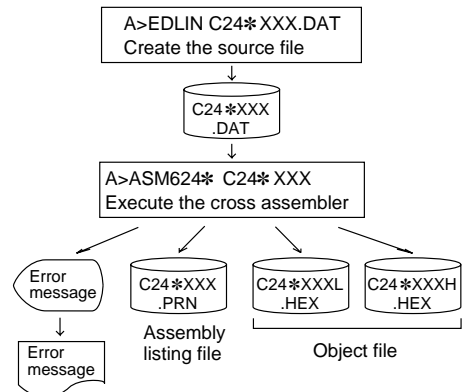 A>EDLIN C24✱XXX.DAT
Create the source file
C24✱XXX
.DAT
A>ASM624✱ C24✱XXX
Execute the cross assembler
Error
message
C24✱XXX
.PRN
C24✱XXXL
.HEX
C24✱XXXH
.HEX
Assembly
listing file
Object file
Error
message